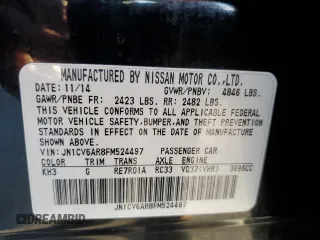 MANUFACTURED BY NISSAN MOTOR CO.,LTD.
DATE: 11/14 GVWR/PNBV: 4846 LBS.
GAWR/PNBE FR: 2423 LBS. RR: 2482 LBS.
THIS VEHICLE CONFORMS TO ALL APPLICABLE FEDERAL
MOTOR VEHICLE SAFETY,BUMPER,AND THEFT PREVENTION
STANDARDS IN EFFECT ON THE DATE OF MANUFACTURE
SHOWN ABOVE.
VIN: JN1CV6AR8FM524497 PASSENGER CAR
COLOR TRIM TRANS AXLE ENGINE
KH3 G RE7R01A RC33 VQ37(VHR) 3696CC
JN1CV6AR8FM524497
DREAMBID